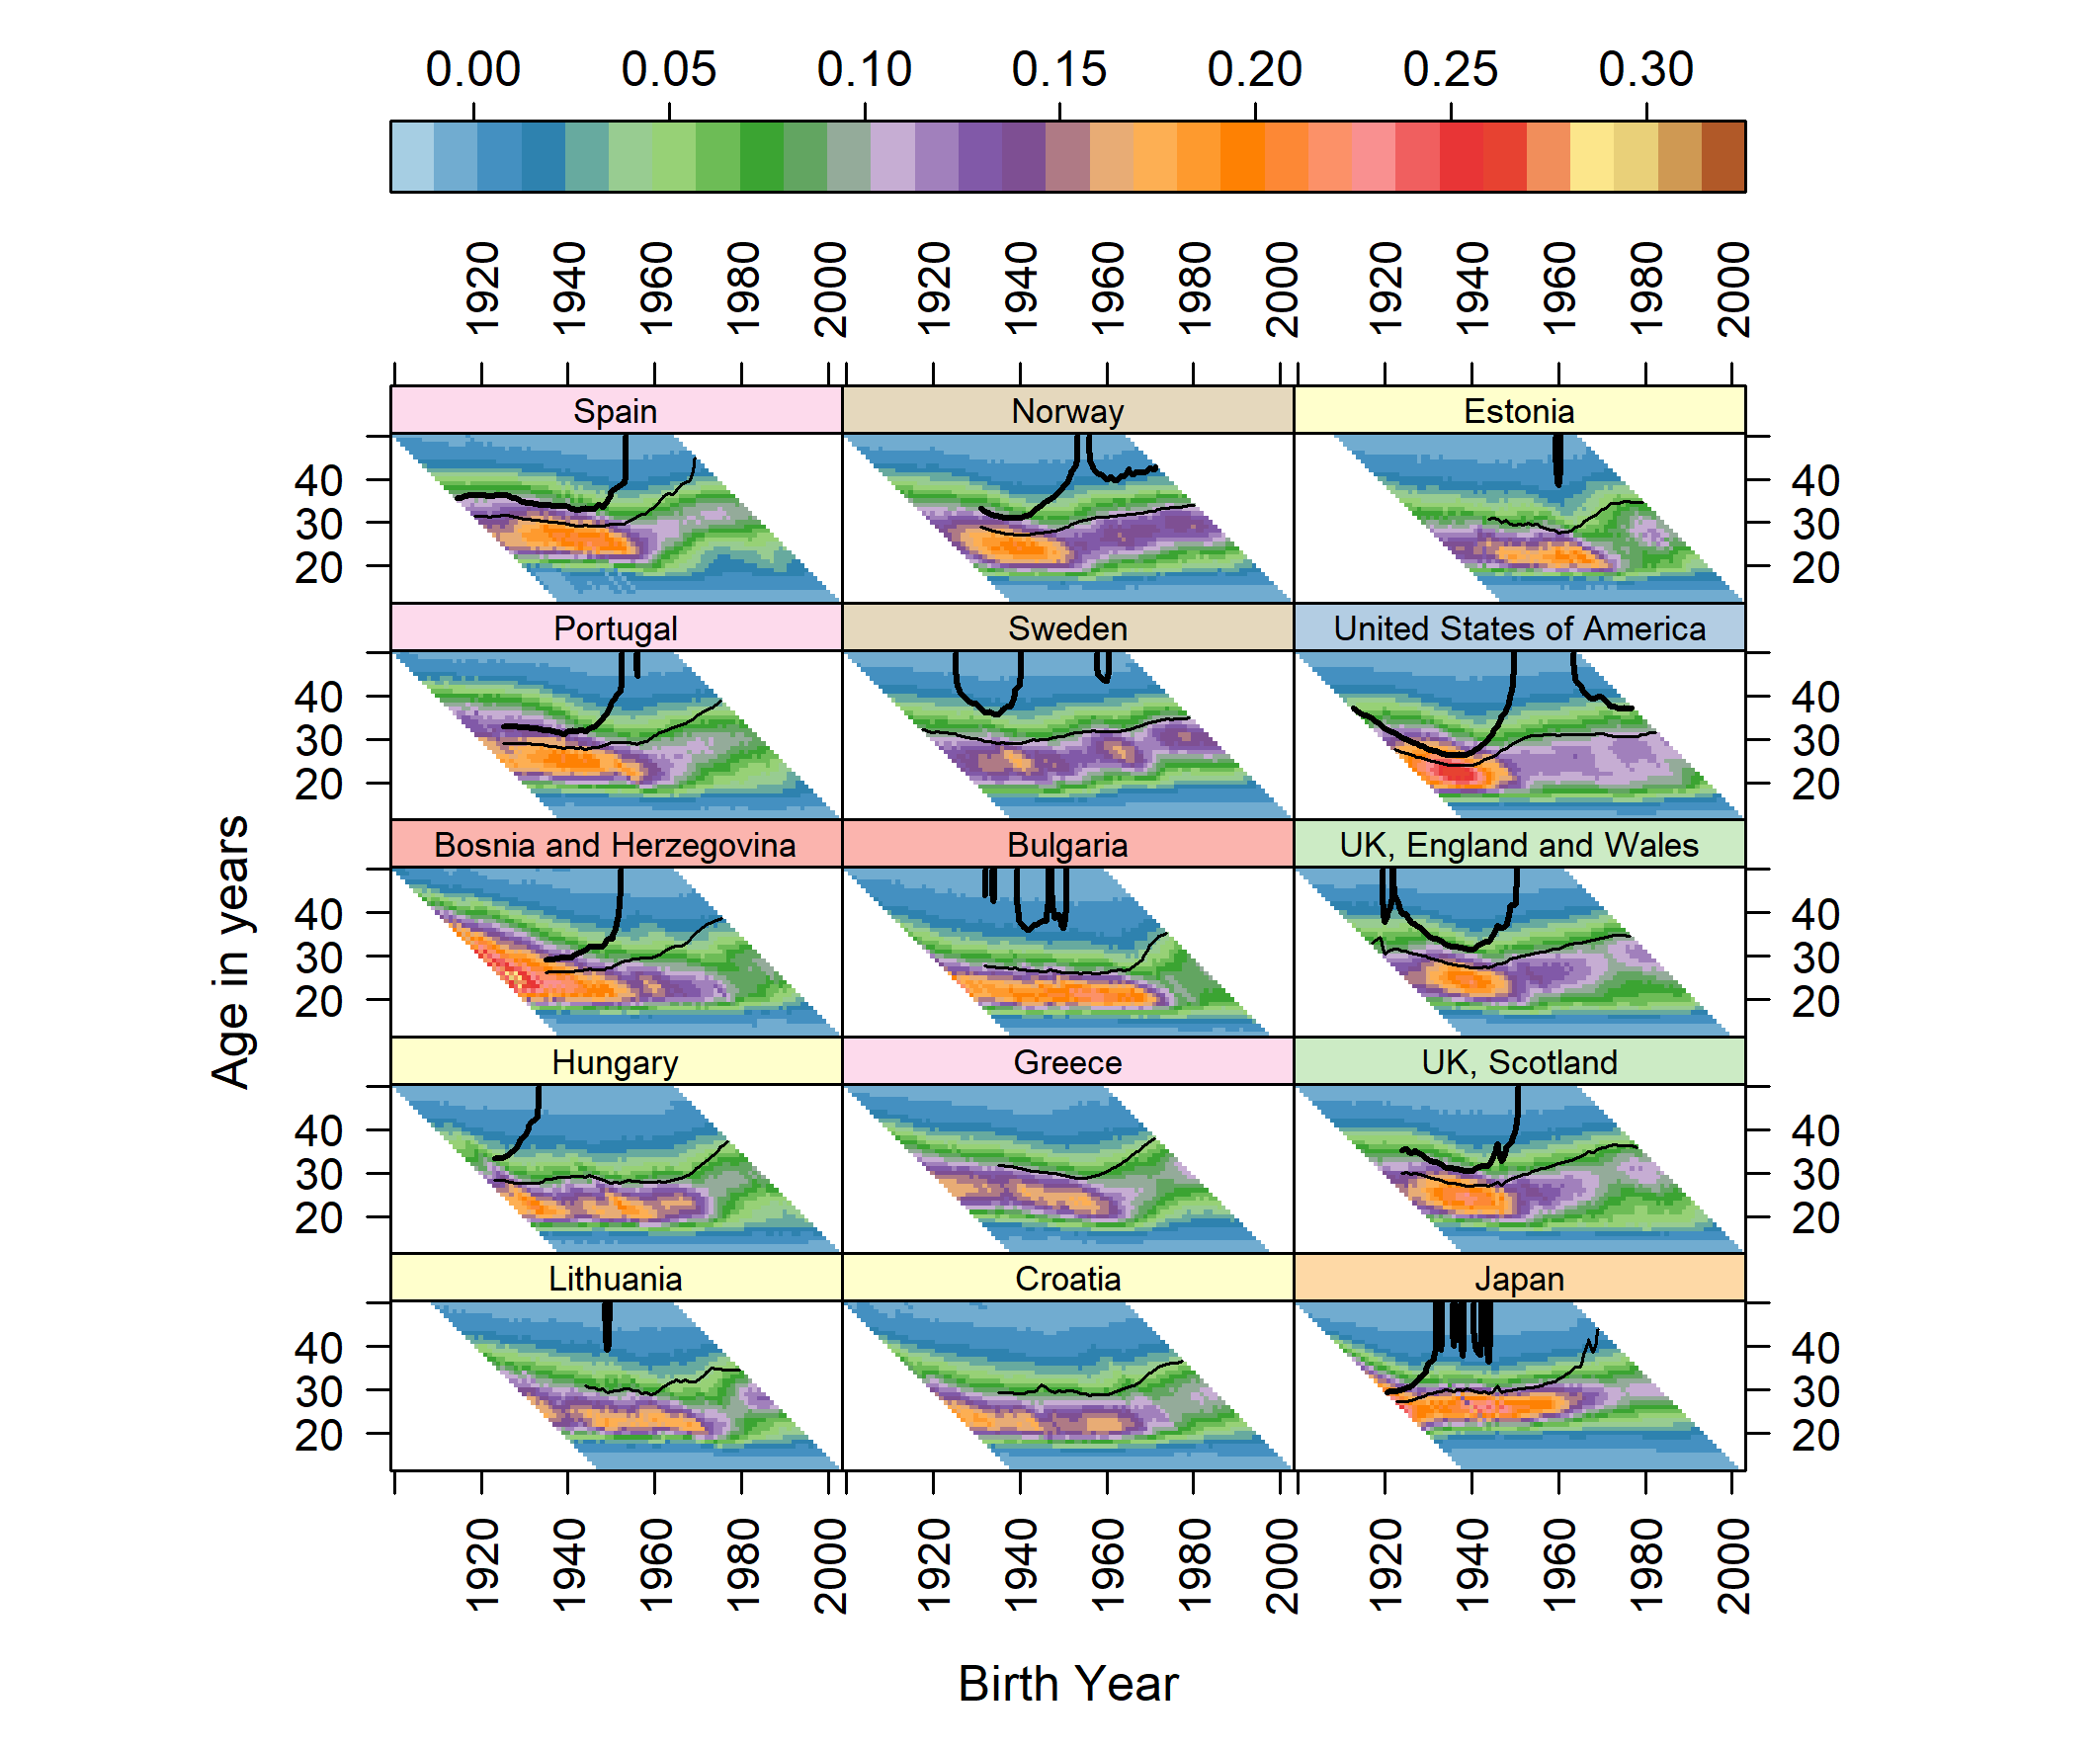 0.00 0.05 0.10 0.15 0.20 0.25 0.30
1920 1940 1960 1980 2000 1920 1940 1960 1980 2000 1920 1940 1960 1980 2000
Spain Norway Estonia
40 40
30 30
20 20
Portugal Sweden United States of America
40 40
30 30
20 20
Bosnia and Herzegovina Bulgaria UK, England and Wales
40 40
30 30
20 20
Hungary Greece UK, Scotland
40 40
30 30
20 20
Lithuania Croatia Japan
40 40
30 30
20 20
1920 1940 1960 1980 2000 1920 1940 1960 1980 2000 1920 1940 1960 1980 2000
Age in years
Birth Year